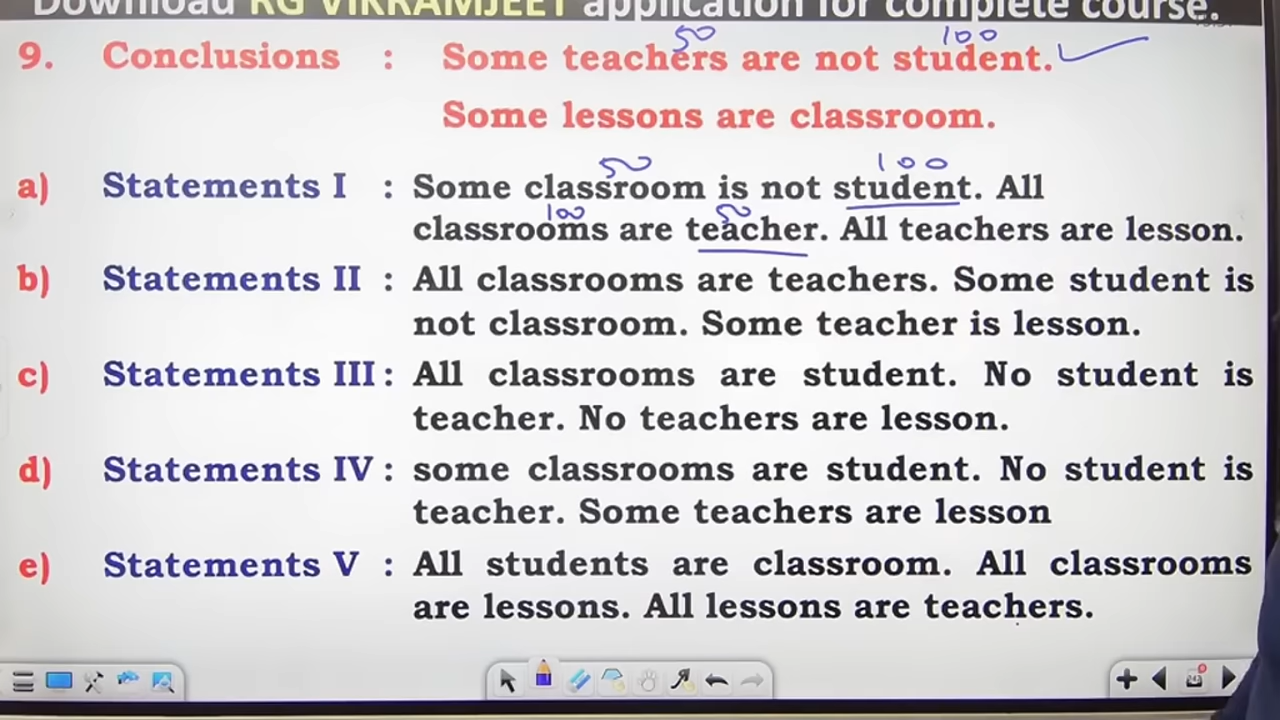 Download RG VIKRAMJEET application for complete course.
50 100
9. Conclusions : Some teachers are not student.
Some lessons are classroom.
50 100
a) Statements I : Some classroom is not student. All
100 50
classrooms are teacher. All teachers are lesson.
b) Statements II : All classrooms are teachers. Some student is
not classroom. Some teacher is lesson.
c) Statements III : All classrooms are student. No student is
teacher. No teachers are lesson.
d) Statements IV : some classrooms are student. No student is
teacher. Some teachers are lesson
e) Statements V : All students are classroom. All classrooms
are lessons. All lessons are teachers.